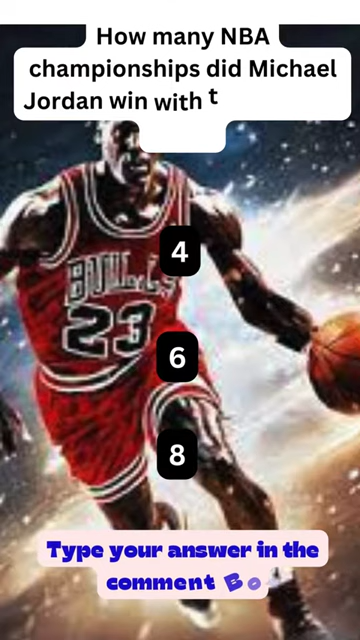 How many NBA
championships did Michael
Jordan win with t
BULLS
23
4
6
8
Type your answer in the
comment Bo